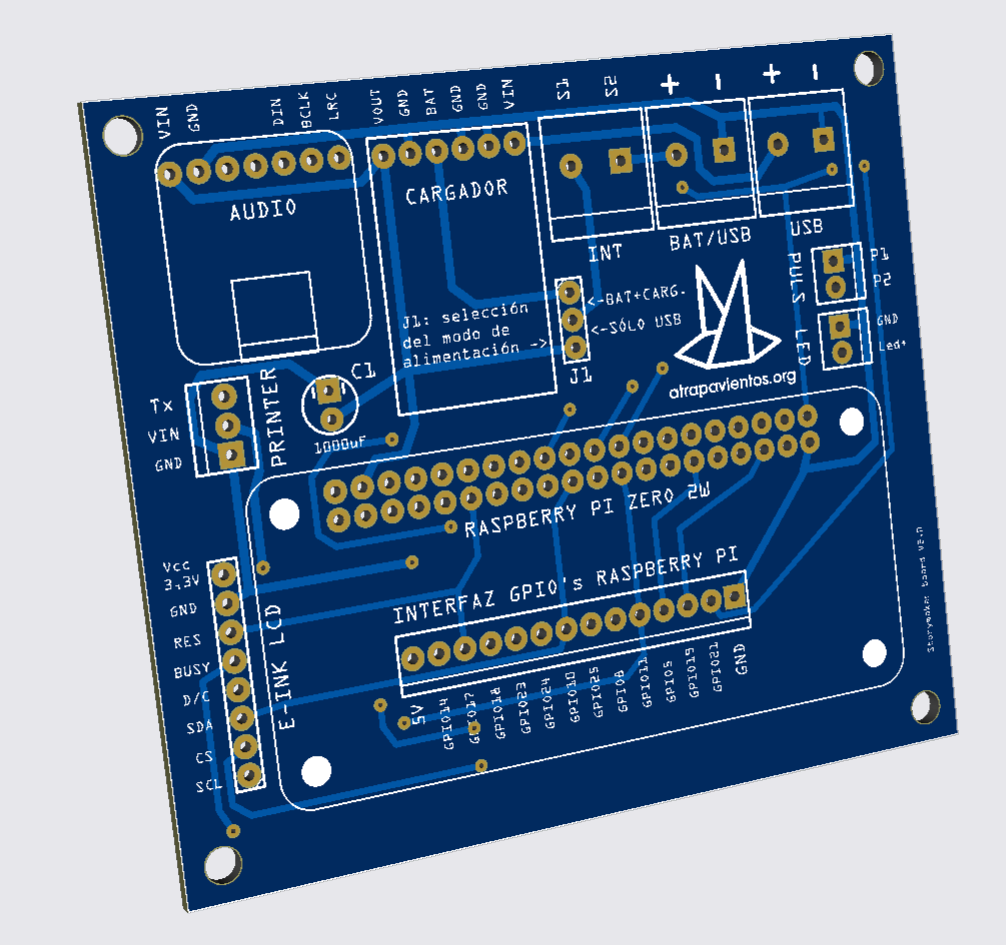 VIN
GND
DIN
BCLK
LRC
VOUT
GND
BAT
GND
GND
VIN
S1
S2
+
-
+
-
AUDIO
CARGADOR
INT
BAT/USB
USB
PULS
P1
P2
LED
GND
Led+
<-BAT+CARG.
<-SÓLO USB
J1: selección
del modo de
alimentación ->
J1
atrapavientos.org
C1
1000uF
PRINTER
Tx
VIN
GND
RASPBERRY PI ZERO 2W
INTERFAZ GPIO's RASPBERRY PI
5V
GPIO14
GPIO17
GPIO18
GPIO23
GPIO24
GPIO10
GPIO25
GPIO8
GPIO11
GPIO5
GPIO19
GPIO21
GND
E-INK LCD
Vcc
3.3V
GND
RES
BUSY
D/C
SDA
CS
SCL
Storymaker board